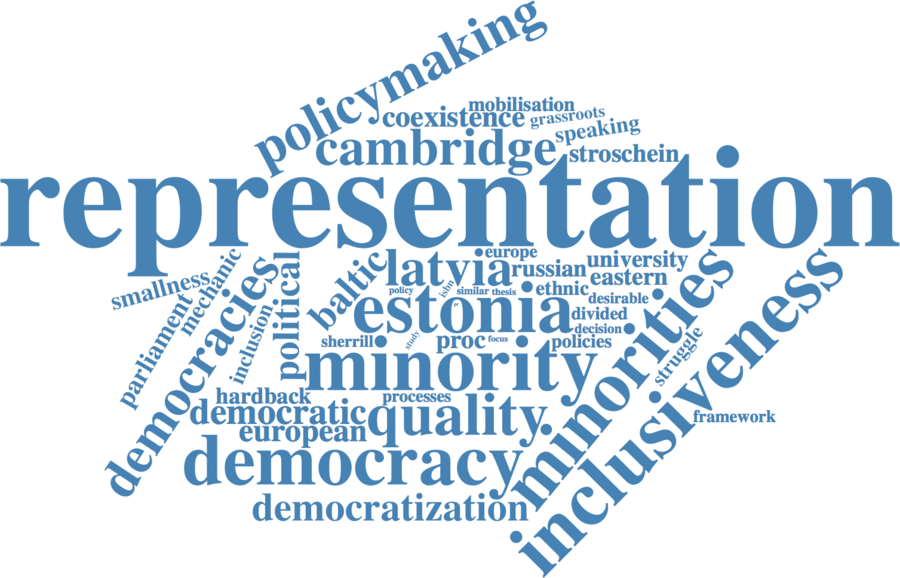 policymaking
mobilisation
coexistence
grassroots
speaking
cambridge
stroschein
representation
europe
latvia
university
russian
eastern
baltic
smallness
mechanic
parliament
democracies
inclusion
political
policy
isbn
similar
thesis
ethnic
desirable
estonia
divided
decision
sherrill
study
proc
focus
policies
minority
minorities
struggle
inclusiveness
hardback
processes
democratic
quality
framework
european
democracy
democratization